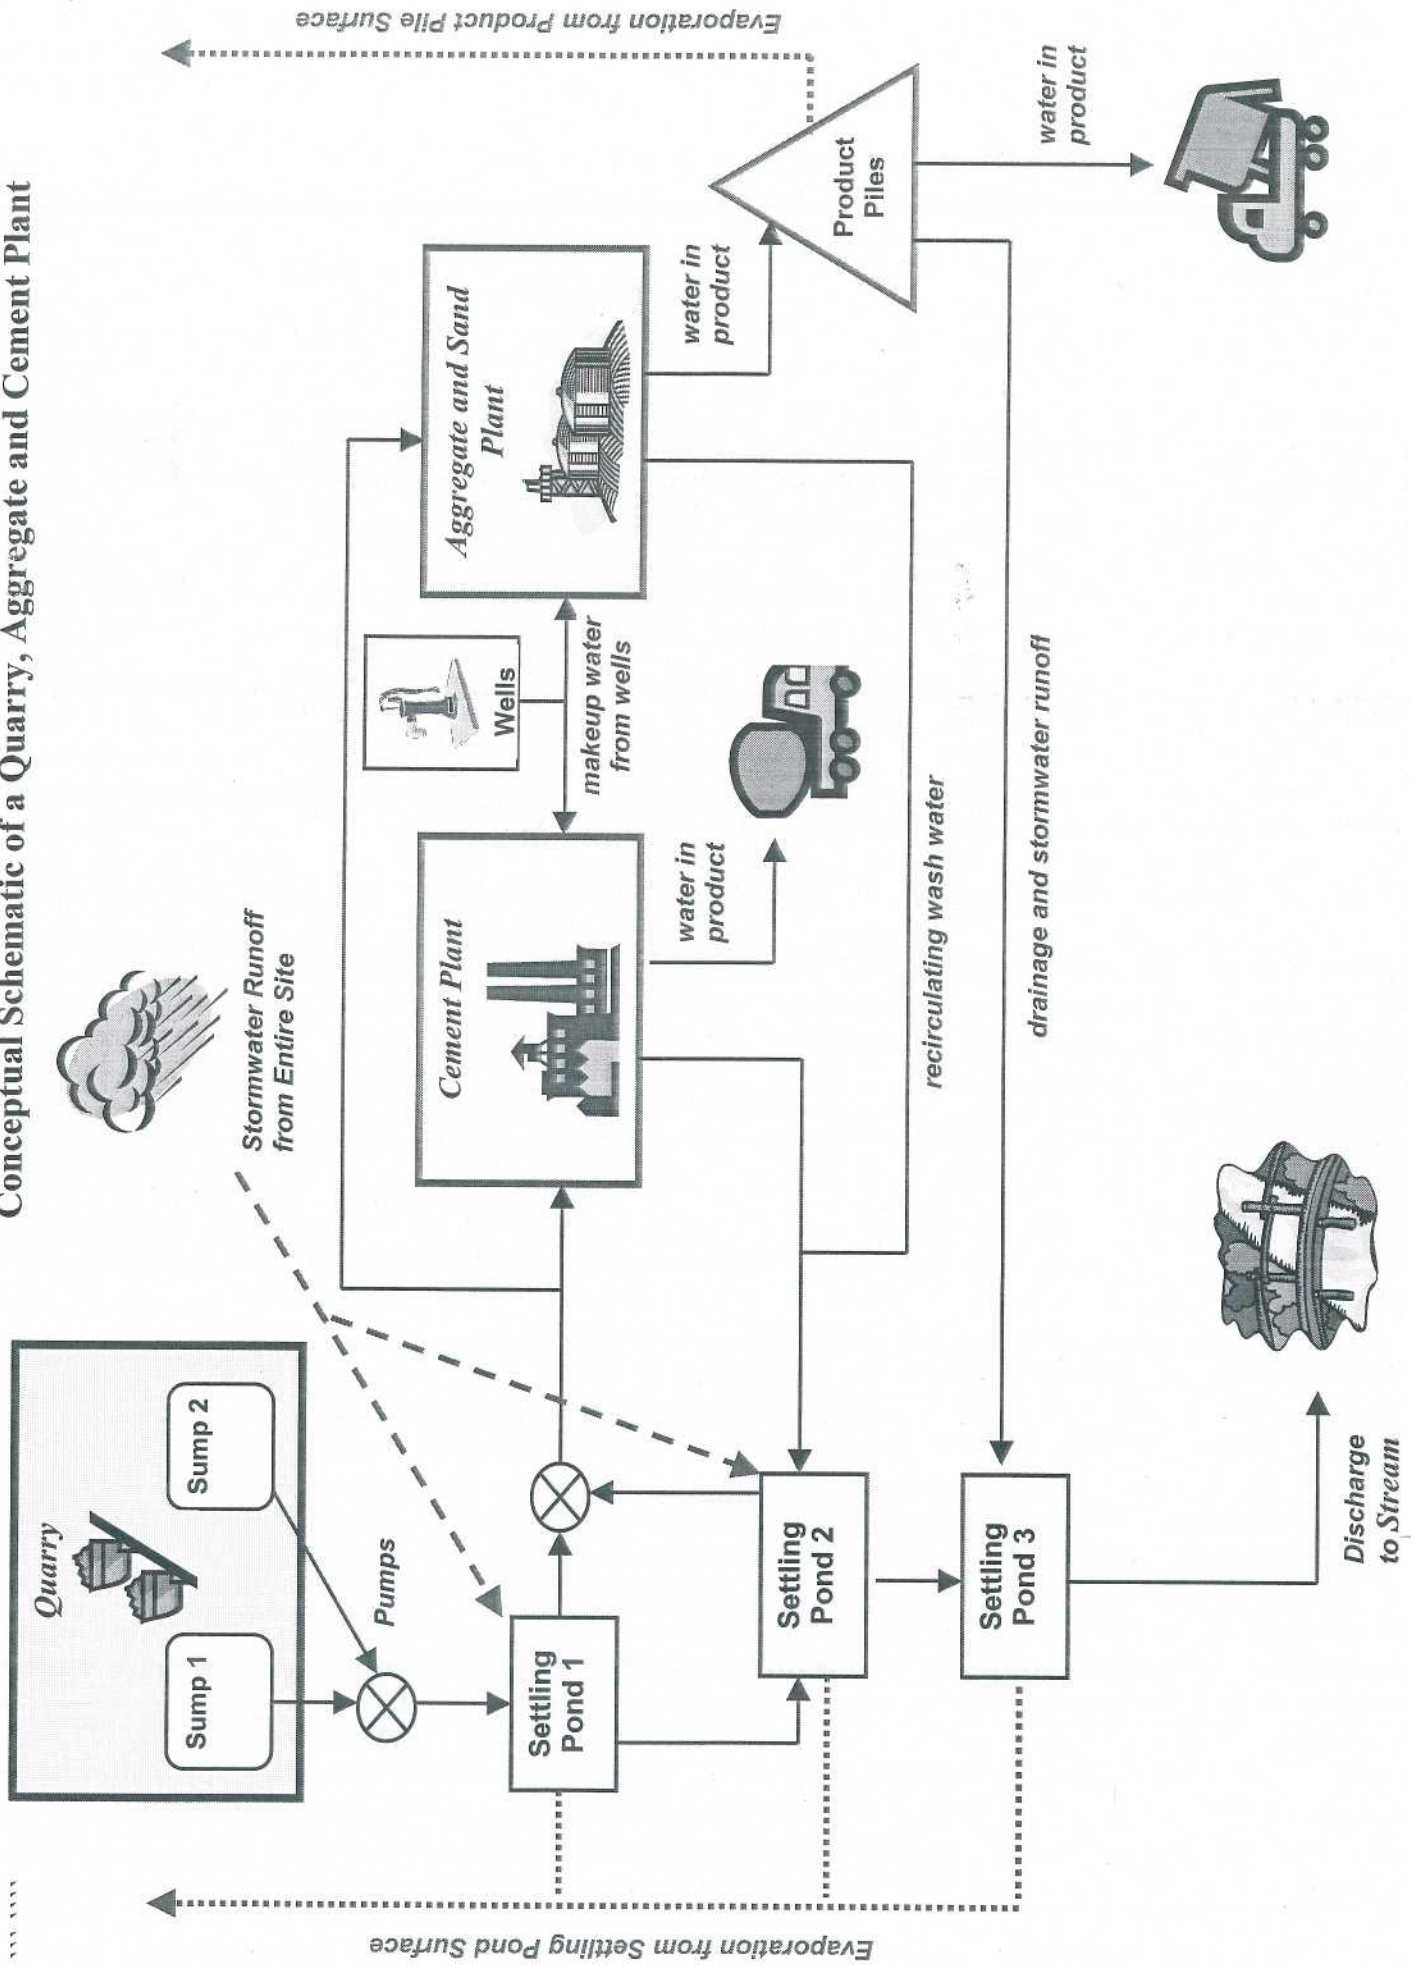 Conceptual Schematic of a Quarry, Aggregate and Cement Plant
Quarry
Sump 1
Sump 2
Pumps
Stormwater Runoff
from Entire Site
Evaporation from Settling Pond Surface
Evaporation from Product Pile Surface
Settling
Pond 1
Cement Plant
Wells
makeup water
from wells
Aggregate and Sand
Plant
water in
product
water in
product
Product
Piles
water in
product
Settling
Pond 2
recirculating wash water
Settling
Pond 3
drainage and stormwater runoff
Discharge
to Stream